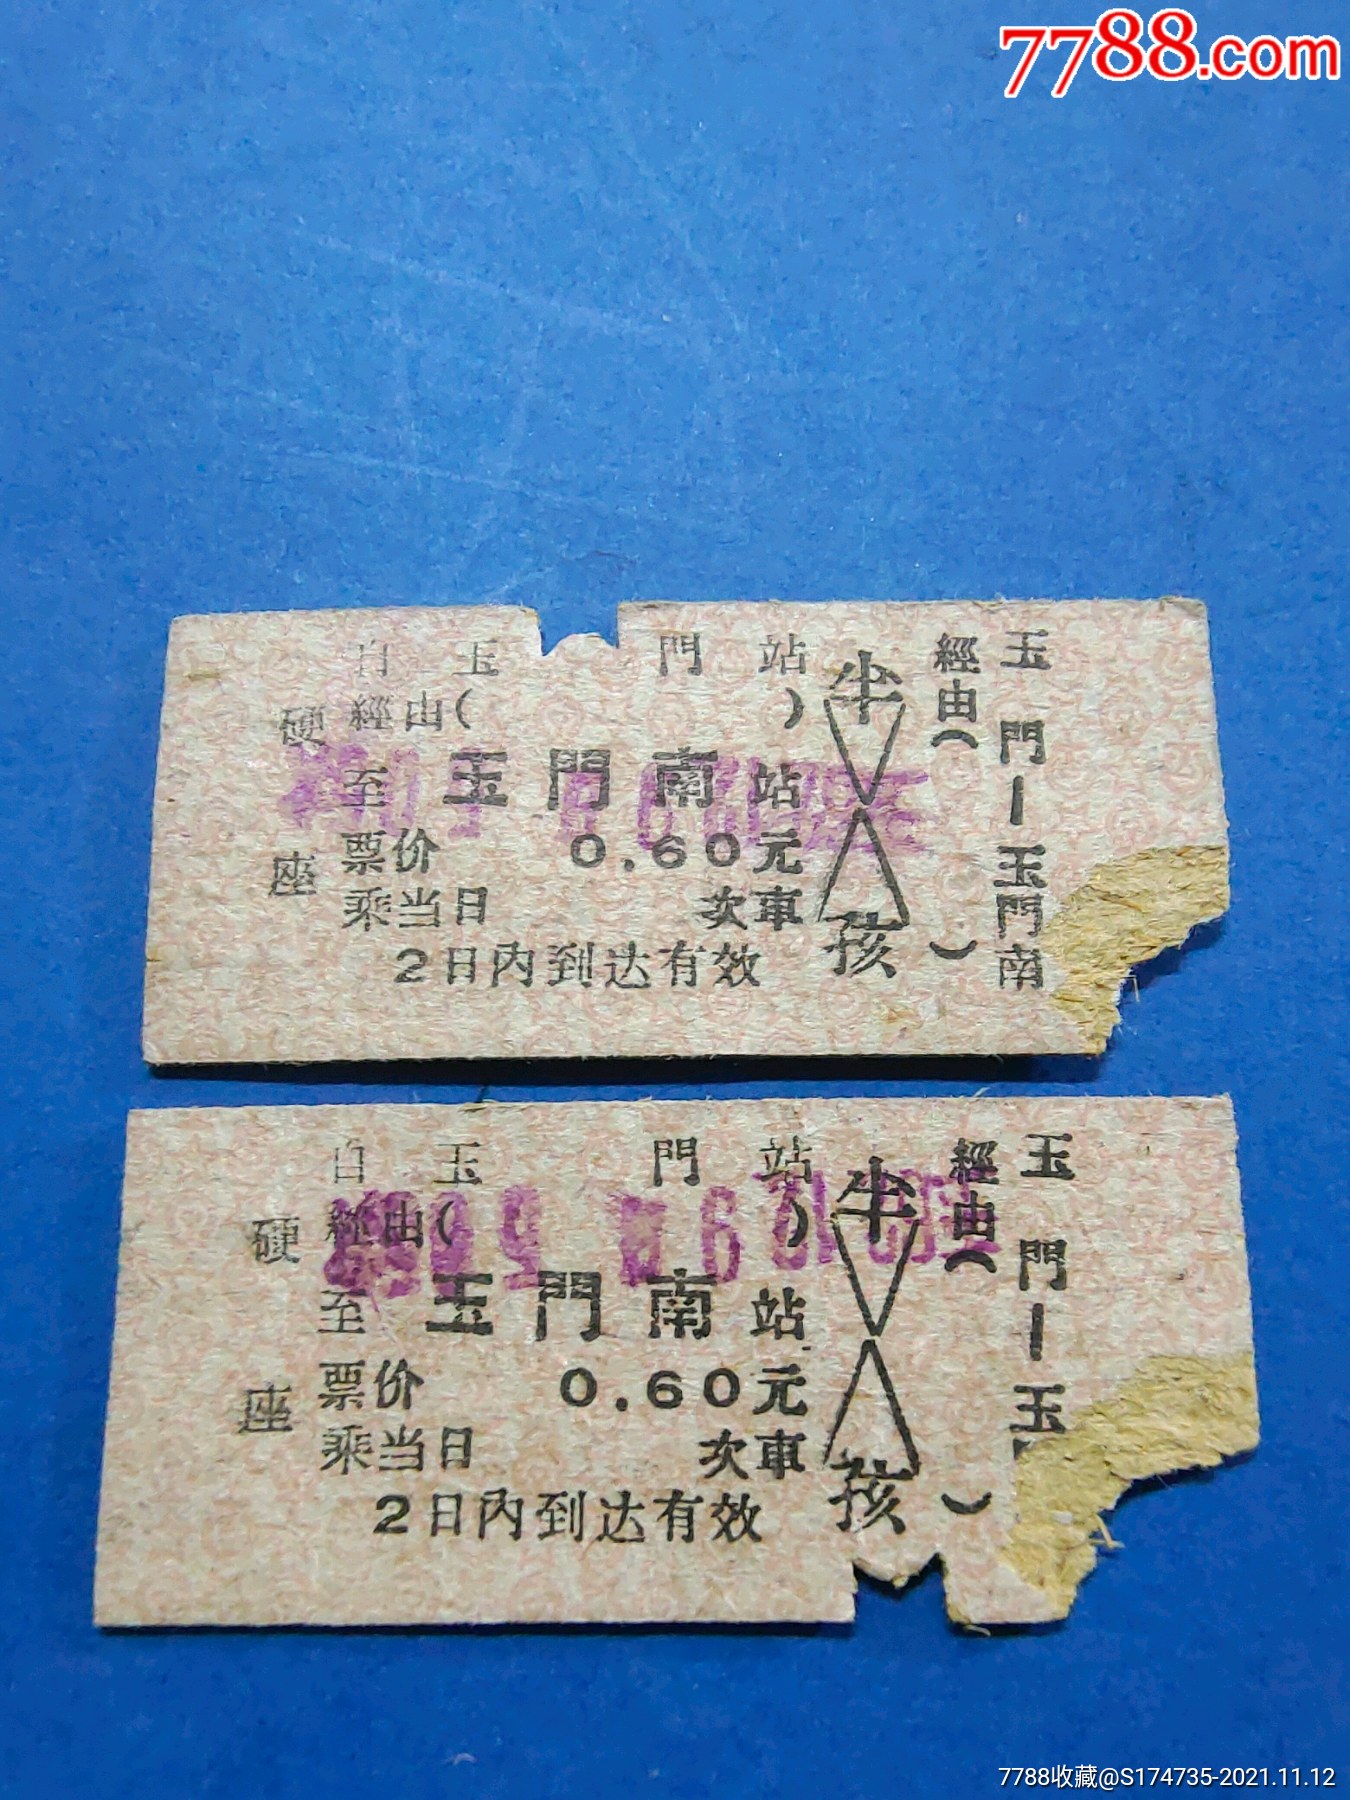 7788.com
自玉門站
經由( )
至玉門南站
硬座
票价0.60元
乘当日 次車
2日內到达有效
半孩
經由( )
玉門—玉門南
自玉門站
經由( )
至玉門南站
硬座
票价0.60元
乘当日 次車
2日內到达有效
半孩
經由( )
玉門—玉
7788收藏@S174735-2021.11.12